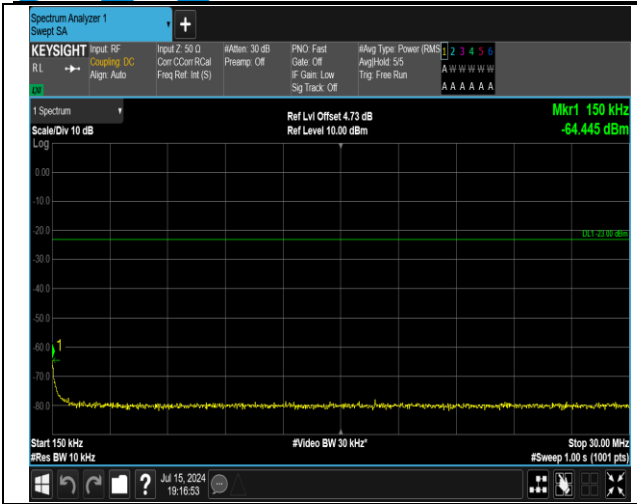 Spectrum Analyzer 1
Swept SA
+
KEYSIGHT Input: RF Input Z: 50 Ω #Atten: 30 dB PNO: Fast #Avg Type: Power (RMS 1 2 3 4 5 6
RL Coupling: DC Corr CCorr RCal Preamp: Off Gate: Off Avg|Hold: 5/5 A W W W W W
Align: Auto Freq Ref: Int (S) IF Gain: Low Trig: Free Run
LXI Sig Track: Off A A A A A A
1 Spectrum Ref Lvl Offset 4.73 dB Mkr1 150 kHz
Scale/Div 10 dB Ref Level 10.00 dBm -64.445 dBm
Log
0.00
-10.0
-20.0
DL1 -23.00 dBm
-30.0
-40.0
-50.0
-60.0 1
-70.0
-80.0
Start 150 kHz #Video BW 30 kHz* Stop 30.00 MHz
#Res BW 10 kHz #Sweep 1.00 s (1001 pts)
? Jul 15, 2024
19:16:53